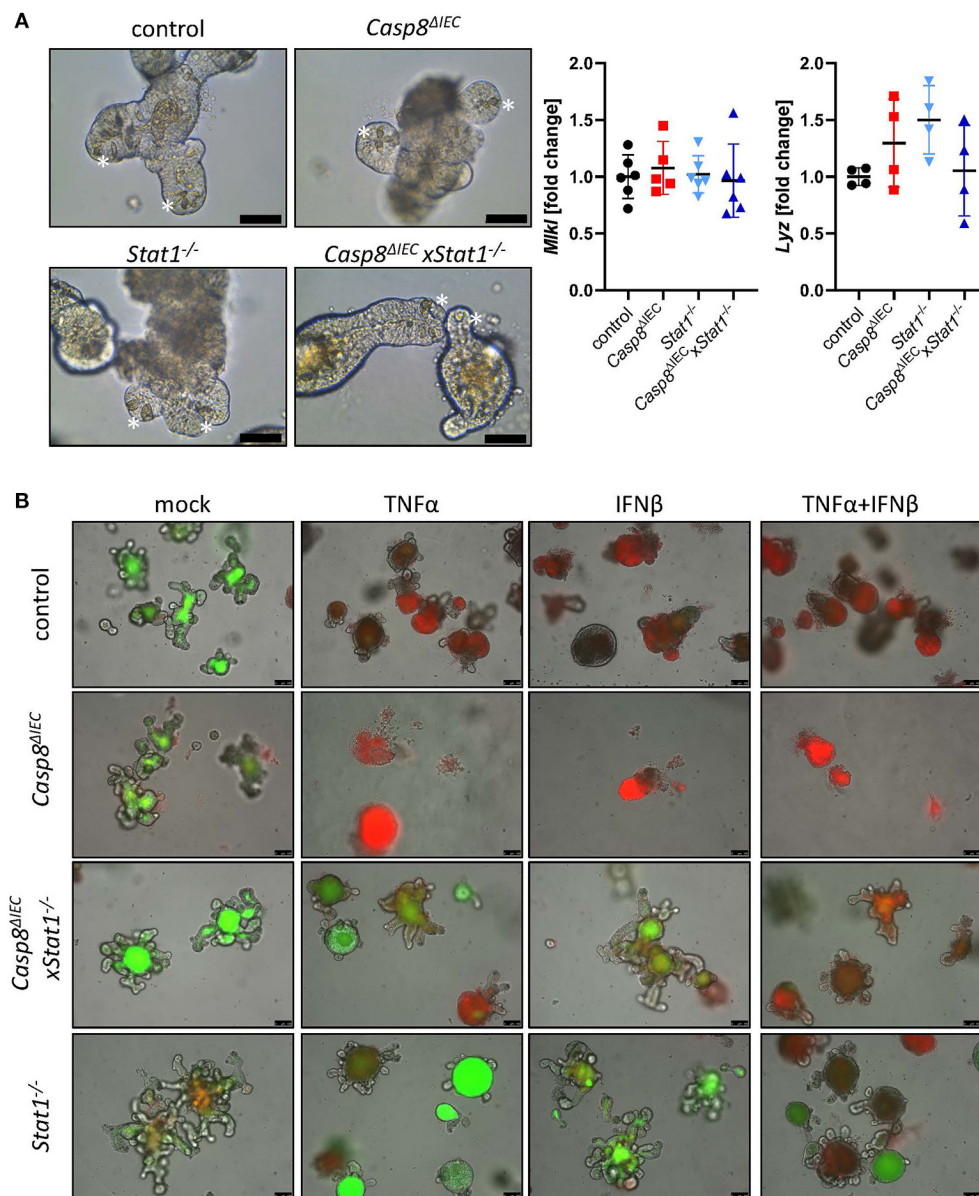 A
control
Casp8ΔIEC
*
*
*
*
Stat1-/-
Casp8ΔIEC xStat1-/-
*
*
*
*
Mlkl [fold change]
2.0
1.5
1.0
0.5
0.0
control
Casp8ΔIEC
Stat1-/-
Casp8ΔIECxStat1-/-
Lyz [fold change]
2.0
1.5
1.0
0.5
0.0
control
Casp8ΔIEC
Stat1-/-
Casp8ΔIECxStat1-/-
B
mock
TNFα
IFNβ
TNFα+IFNβ
control
Casp8ΔIEC
Casp8ΔIEC
xStat1-/-
Stat1-/-